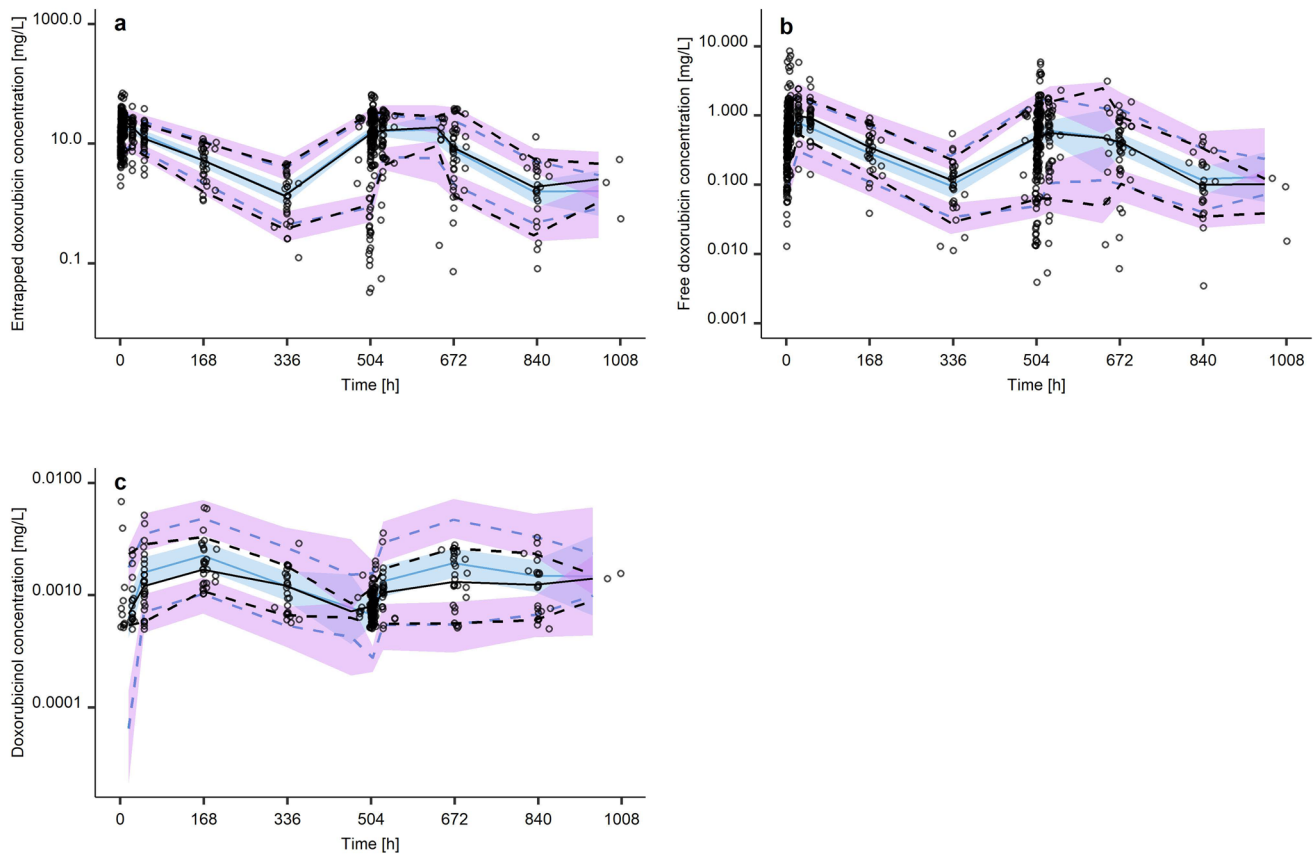 a
Entrapped doxorubicin concentration [mg/L]
1000.0
10.0
0.1
0 168 336 504 672 840 1008
Time [h]
b
Free doxorubicin concentration [mg/L]
10.000
1.000
0.100
0.010
0.001
0 168 336 504 672 840 1008
Time [h]
c
Doxorubicinol concentration [mg/L]
0.0100
0.0010
0.0001
0 168 336 504 672 840 1008
Time [h]